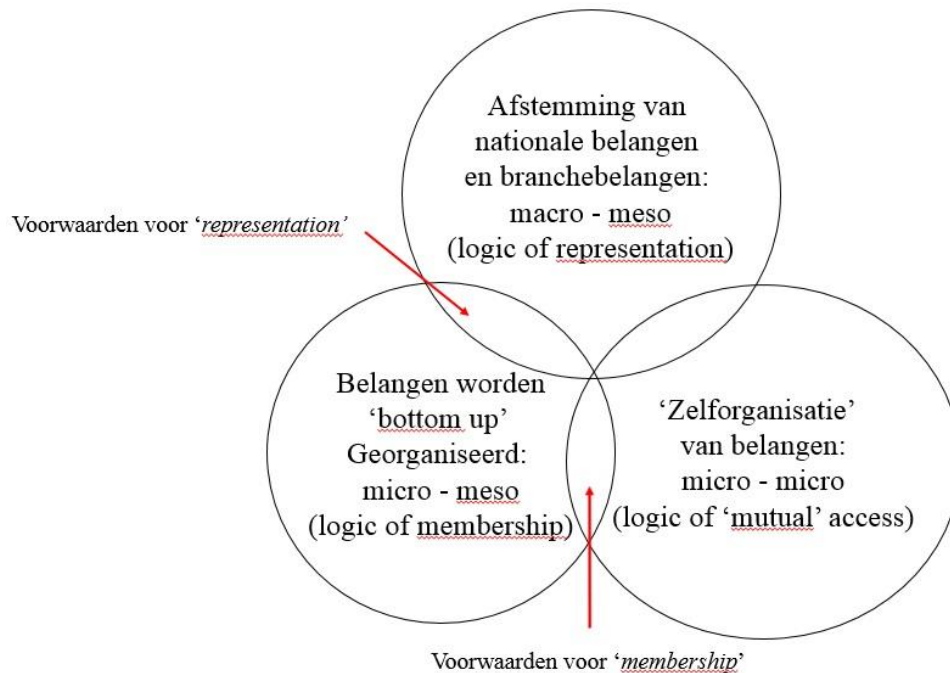 Afstemming van
nationale belangen
en branchebelangen:
macro - meso
(logic of representation)
Voorwaarden voor ‘representation’
Belangen worden
‘bottom up’
Georganiseerd:
micro - meso
(logic of membership)
‘Zelforganisatie’
van belangen:
micro - micro
(logic of ‘mutual’ access)
Voorwaarden voor ‘membership’